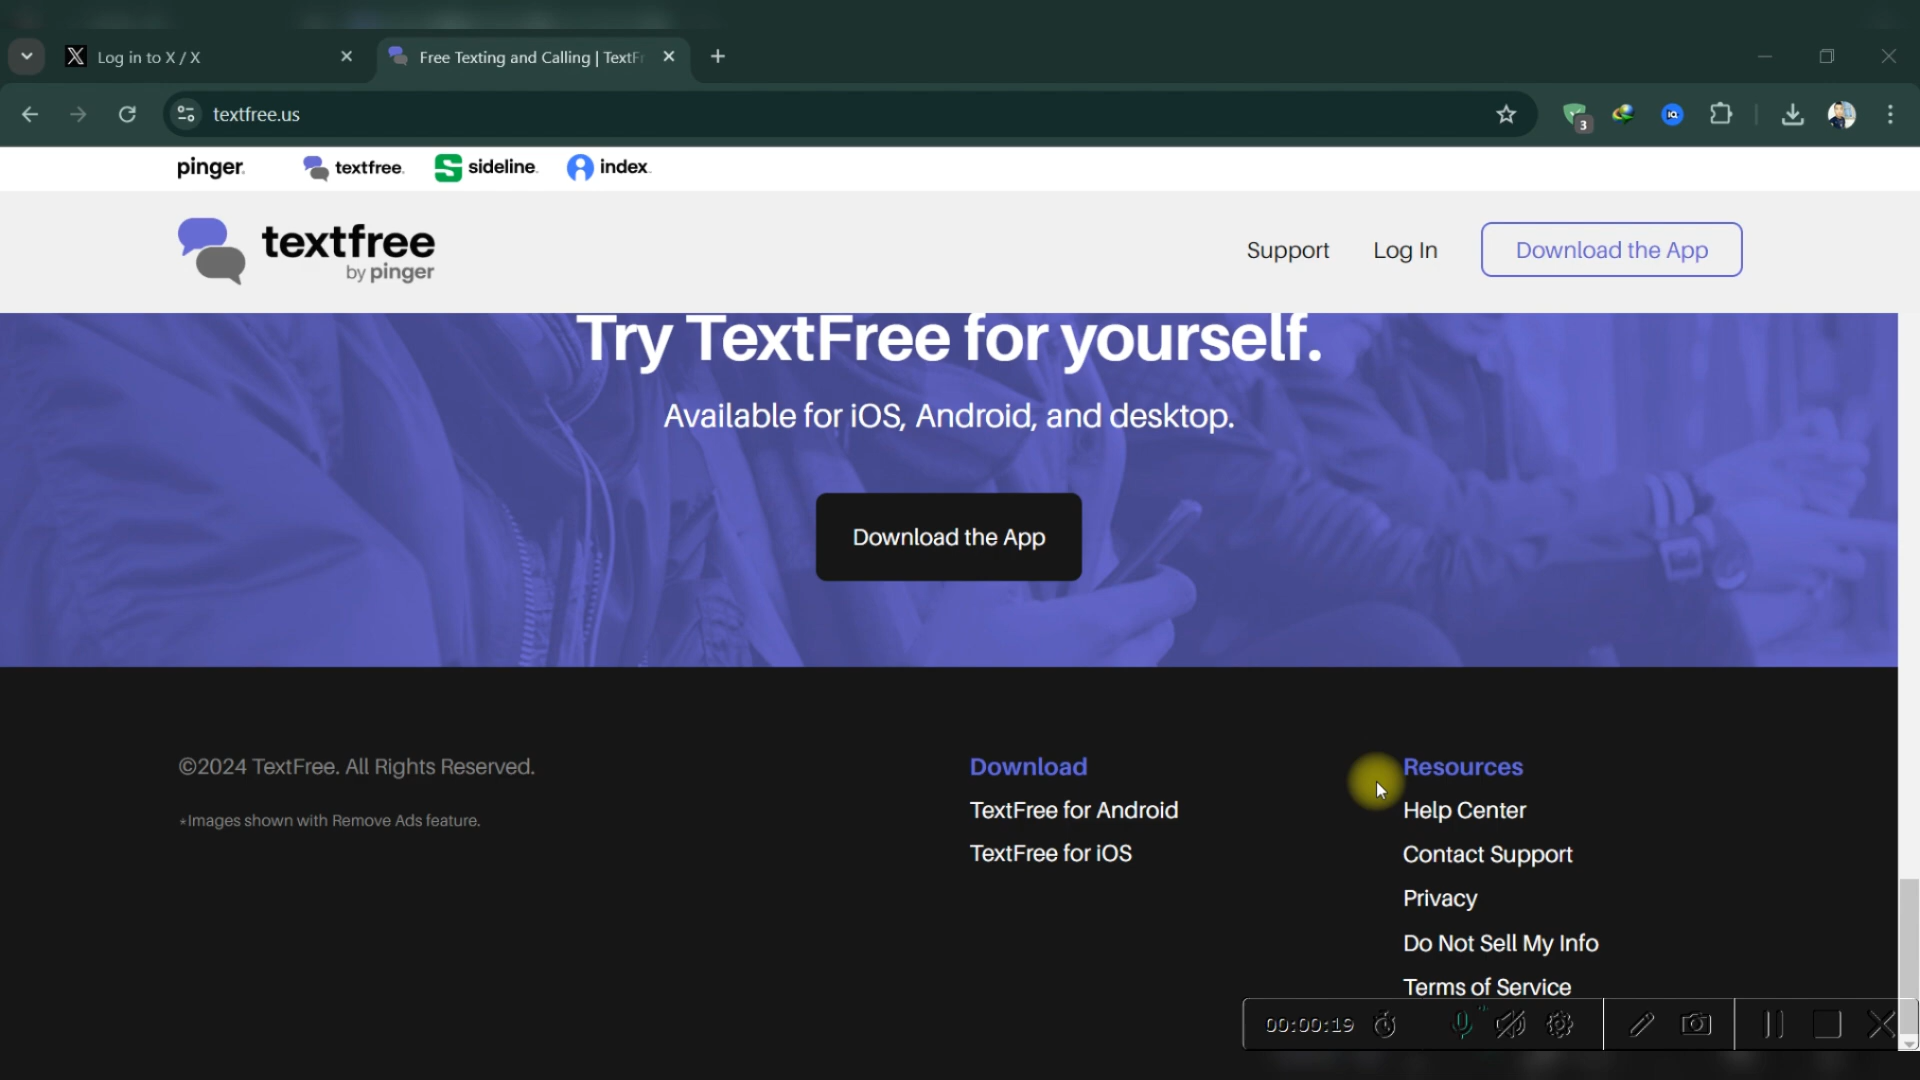 Log in to X / X
Free Texting and Calling | TextFr
textfree.us
3
IQ
pinger.
textfree.
sideline.
index.
textfree
by pinger
Support
Log In
Download the App
Try TextFree for yourself.
Available for iOS, Android, and desktop.
Download the App
©2024 TextFree. All Rights Reserved.
*Images shown with Remove Ads feature.
Download
TextFree for Android
TextFree for iOS
Resources
Help Center
Contact Support
Privacy
Do Not Sell My Info
Terms of Service
00:00:19